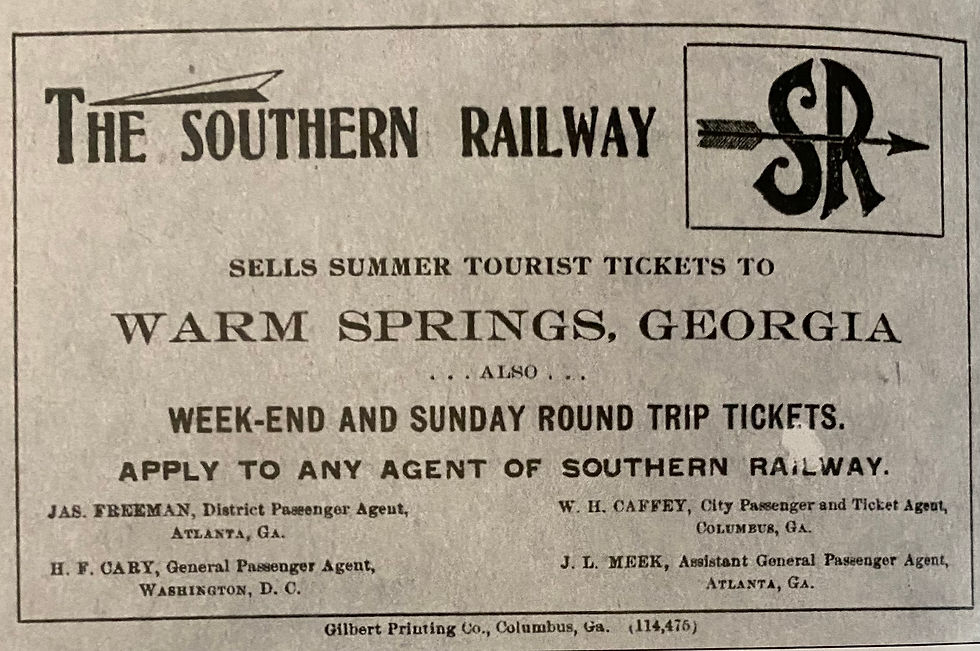 THE SOUTHERN RAILWAY
SR
SELLS SUMMER TOURIST TICKETS TO
WARM SPRINGS, GEORGIA
. . . ALSO . . .
WEEK-END AND SUNDAY ROUND TRIP TICKETS.
APPLY TO ANY AGENT OF SOUTHERN RAILWAY.
JAS. FREEMAN, District Passenger Agent,
ATLANTA, GA.
H. F. CARY, General Passenger Agent,
WASHINGTON, D. C.
W. H. CAFFEY, City Passenger and Ticket Agent,
COLUMBUS, GA.
J. L. MEEK, Assistant General Passenger Agent,
ATLANTA, GA.
Gilbert Printing Co., Columbus, Ga. (114,475)